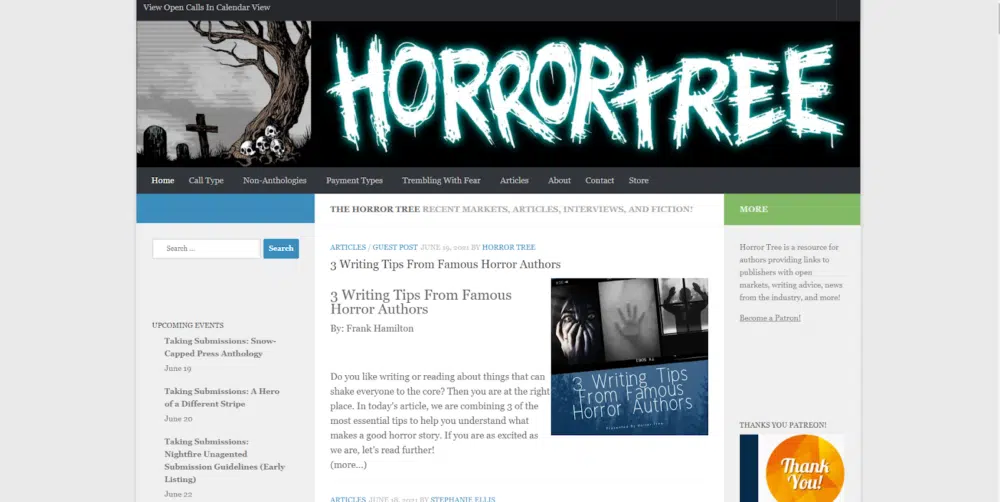 View Open Calls In Calendar View
HORRORTREE
Home Call Type Non-Anthologies Payment Types Trembling With Fear Articles About Contact Store
THE HORROR TREE RECENT MARKETS, ARTICLES, INTERVIEWS, AND FICTION?
MORE
Search ...
Search
UPCOMING EVENTS
Taking Submissions: Snow-
Capped Press Anthology
June 19
Taking Submissions: A Hero
of a Different Stripe
June 20
Taking Submissions:
Nightfire Unagented
Submission Guidelines (Early
Listing)
June 22
ARTICLES / GUEST POST JUNE 19, 2021 BY HORROR TREE
3 Writing Tips From Famous Horror Authors
3 Writing Tips From Famous
Horror Authors
By: Frank Hamilton
3 Writing Tips
From Famous
Horror Authors
Presented By Horror Tree
Do you like writing or reading about things that can
shake everyone to the core? Then you are at the right
place. In today's article, we are combining 3 of the
most essential tips to help you understand what
makes a good horror story. If you are as excited as
we are, let's read further!
(more...)
ARTICLES JUNE 18, 2021 BY STEPHANIE ELLIS
Horror Tree is a resource for
authors providing links to
publishers with open
markets, writing advice, news
from the industry, and more!
Become a Patron!
THANKS YOU PATREON!
Thank
You!